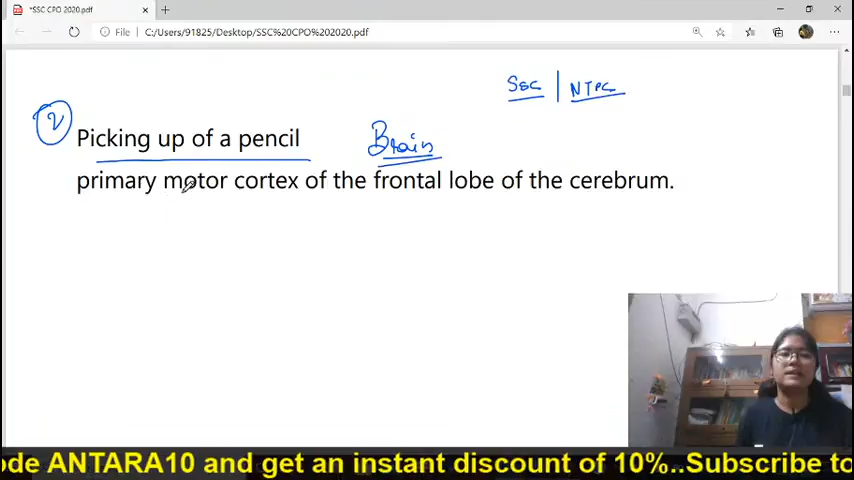 *SSC CPO 2020.pdf
File | C:/Users/91825/Desktop/SSC%20CPO%202020.pdf
SSC | NTPC
2
Picking up of a pencil Brain
primary motor cortex of the frontal lobe of the cerebrum.
ode ANTARA10 and get an instant discount of 10%..Subscribe to